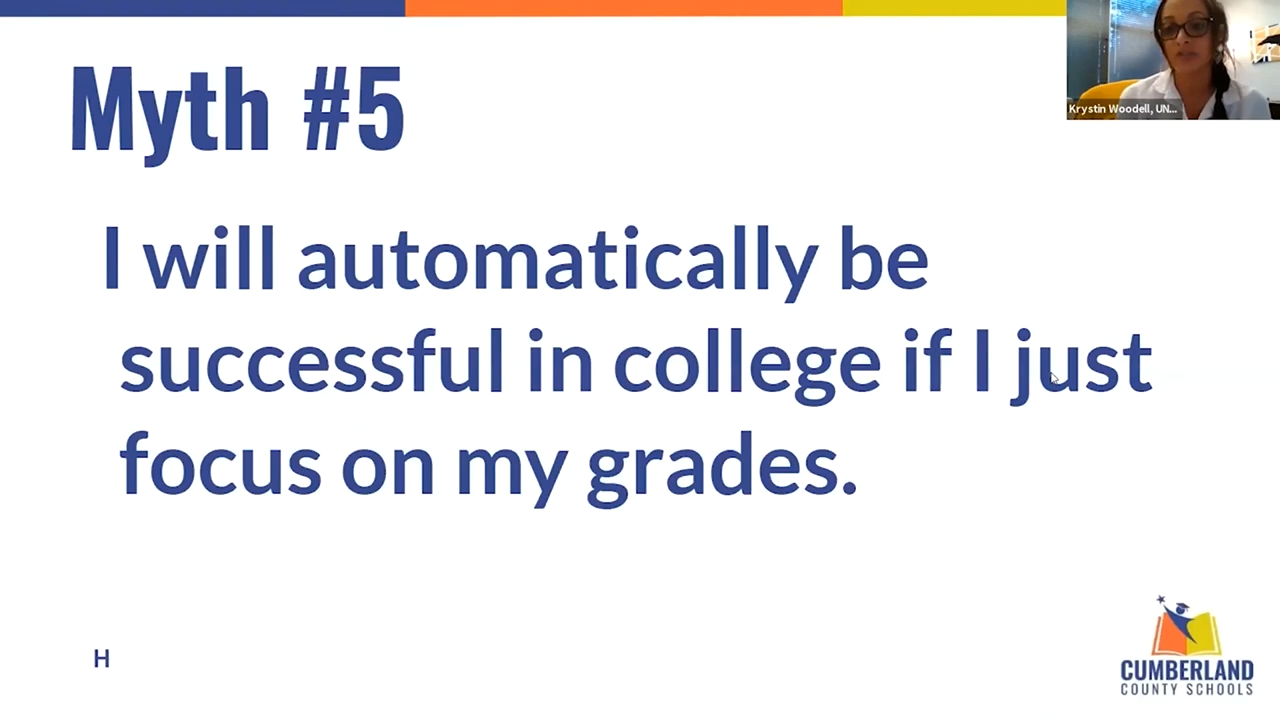 Myth #5
Krystin Woodell, UN...
I will automatically be
successful in college if I just
focus on my grades.
H
CUMBERLAND
COUNTY SCHOOLS